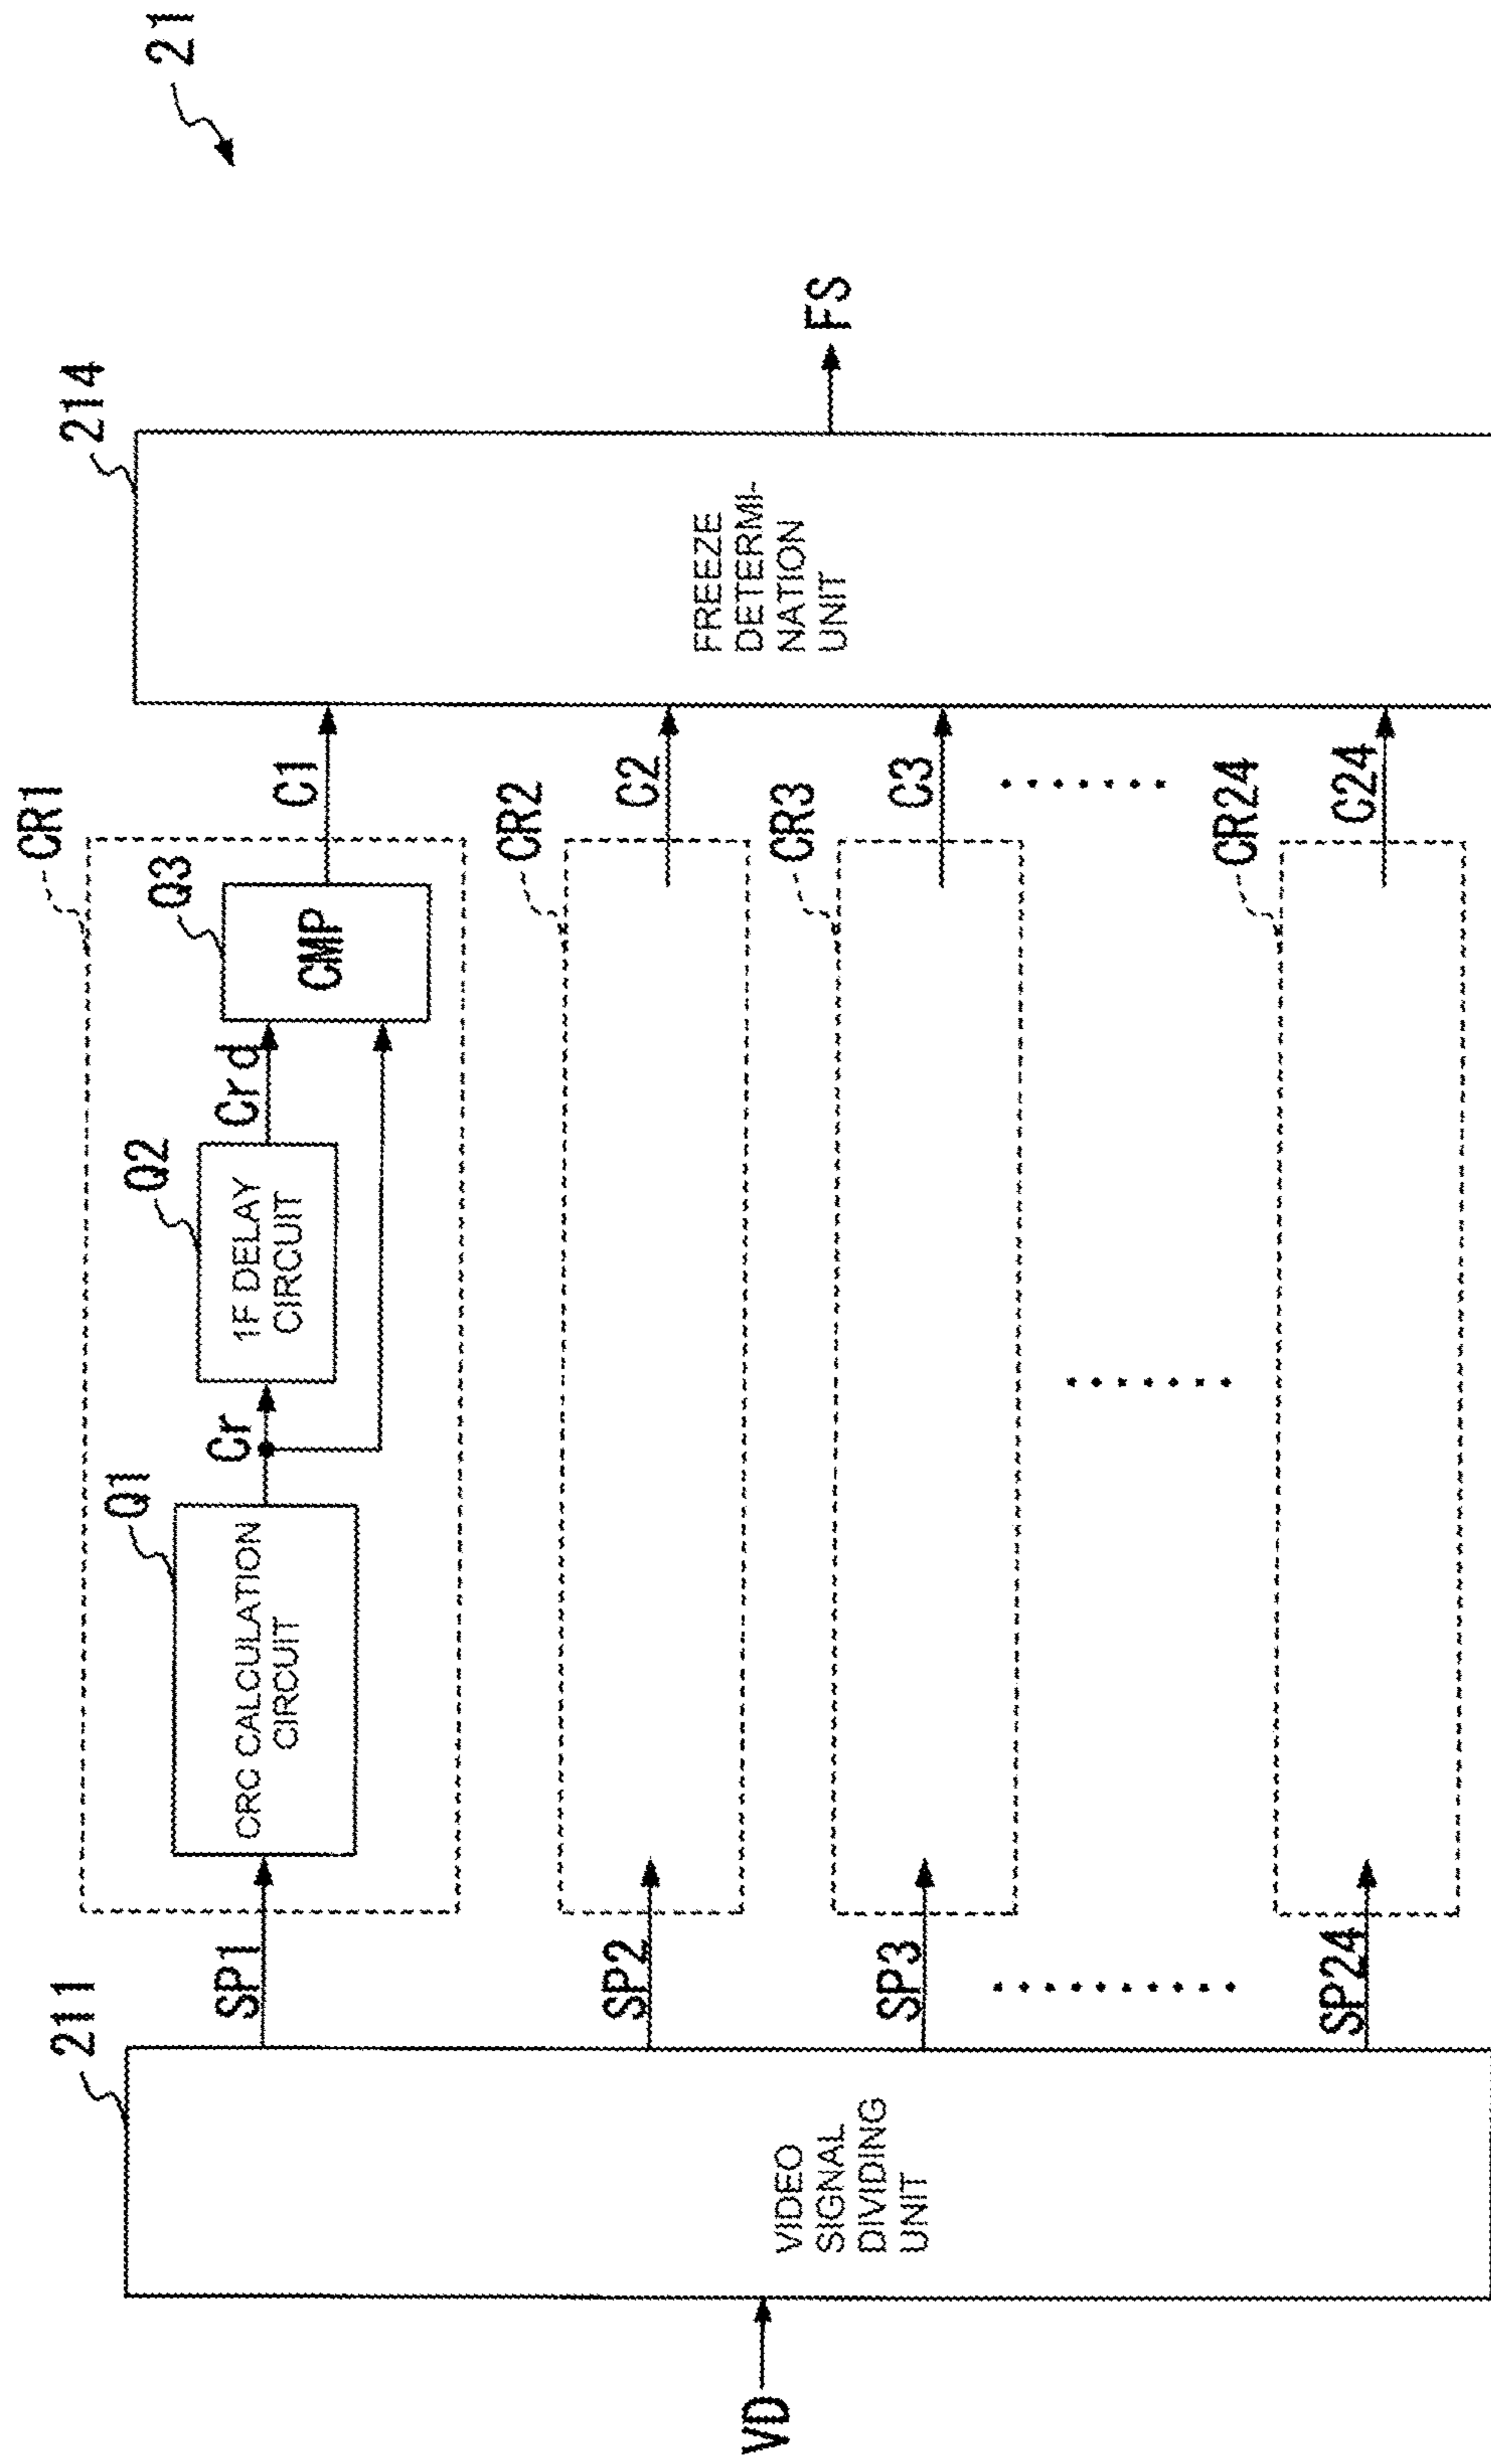 21
214
FS
FREEZE
DETERMI-
NATION
UNIT
CR1
C1
Q3
CMP
Crd
Q2
1F DELAY
CIRCUIT
Cr
Q1
CRC CALCULATION
CIRCUIT
SP1
CR2
C2
SP2
CR3
C3
SP3
CR24
C24
SP24
211
VIDEO
SIGNAL
DIVIDING
UNIT
VD